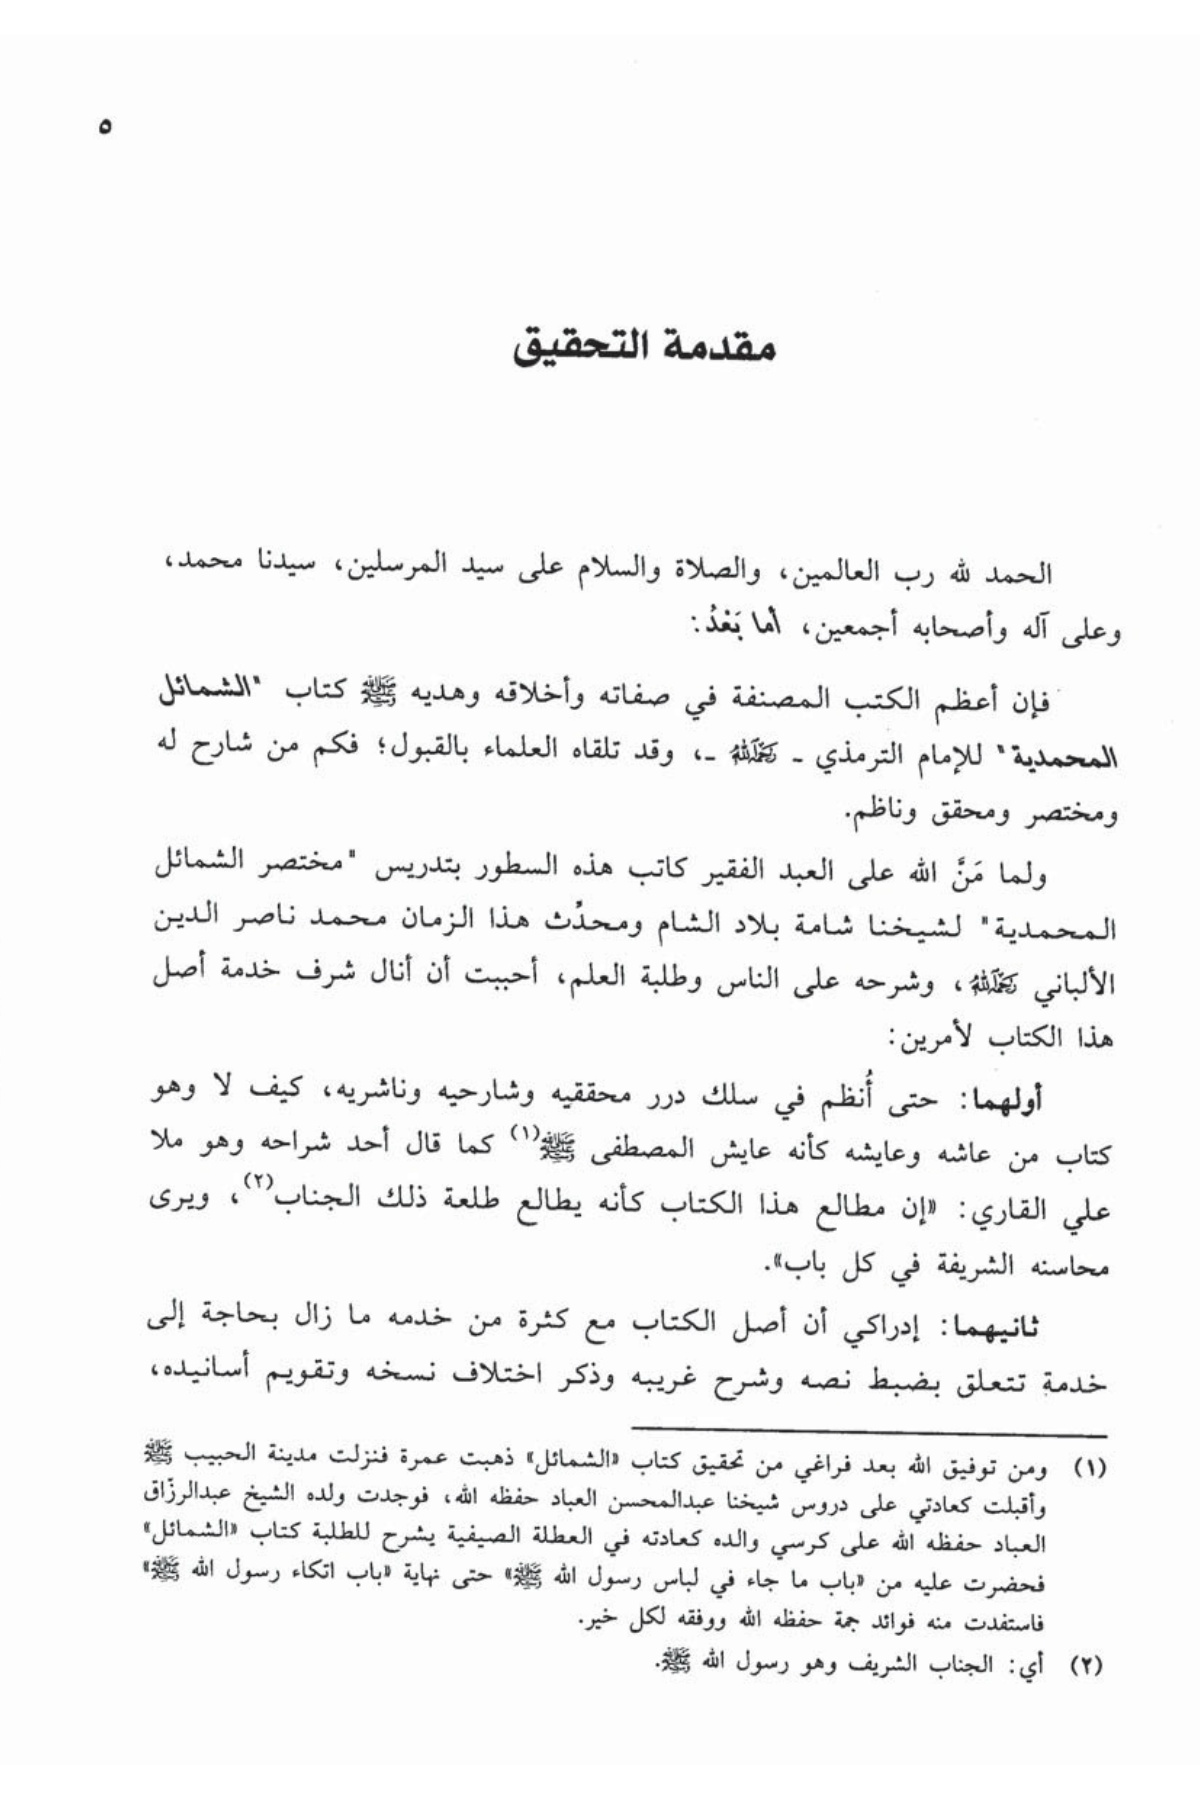 ٥
مقدمة التحقيق
الحمد لله رب العالمين، والصلاة والسلام على سيد المرسلين، سيدنا محمد،
وعلى آله وأصحابه أجمعين، أما بَعْدُ:
فإن أعظم الكتب المصنفة في صفاته وأخلاقه وهديه ﷺ كتاب "الشمائل
المحمدية" للإمام الترمذي ـ رَحِمَهُ اللهُ ـ، وقد تلقاه العلماء بالقبول؛ فكم من شارح له
ومختصر ومحقق وناظم.
ولما مَنَّ الله على العبد الفقير كاتب هذه السطور بتدريس "مختصر الشمائل
المحمدية" لشيخنا شامة بلاد الشام ومحدِّث هذا الزمان محمد ناصر الدين
الألباني رَحِمَهُ اللهُ، وشرحه على الناس وطلبة العلم، أحببت أن أنال شرف خدمة أصل
هذا الكتاب لأمرين:
أولهما: حتى أُنظم في سلك درر محققيه وشارحيه وناشريه، كيف لا وهو
كتاب من عاشه وعايشه كأنه عايش المصطفى ﷺ(١) كما قال أحد شراحه وهو ملا
علي القاري: «إن مطالع هذا الكتاب كأنه يطالع طلعة ذلك الجناب(٢)، ويرى
محاسنه الشريفة في كل باب».
ثانيهما: إدراكي أن أصل الكتاب مع كثرة من خدمه ما زال بحاجة إلى
خدمة تتعلق بضبط نصه وشرح غريبه وذكر اختلاف نسخه وتقويم أسانيده،
(١) ومن توفيق الله بعد فراغي من تحقيق كتاب «الشمائل» ذهبت عمرة فنزلت مدينة الحبيب ﷺ
وأقبلت كعادتي على دروس شيخنا عبدالمحسن العباد حفظه الله، فوجدت ولده الشيخ عبدالرزّاق
العباد حفظه الله على كرسي والده كعادته في العطلة الصيفية يشرح للطلبة كتاب «الشمائل»
فحضرت عليه من «باب ما جاء في لباس رسول الله ﷺ» حتى نهاية «باب اتكاء رسول الله ﷺ»
فاستفدت منه فوائد جمة حفظه الله ووفقه لكل خير.
(٢) أي: الجناب الشريف وهو رسول الله ﷺ.